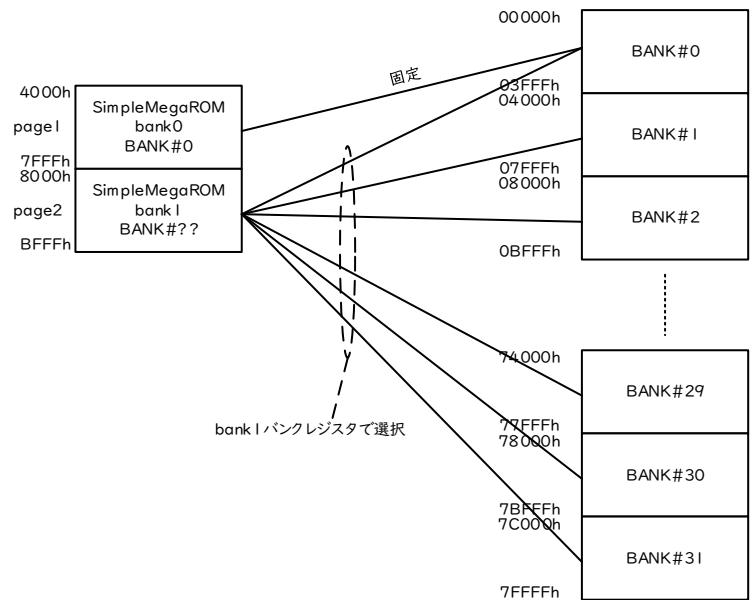 00000h
BANK#0
固定
03FFFh
04000h
4000h
SimpleMegaROM
bank0
BANK#0
page1
7FFFh
8000h
SimpleMegaROM
bank1
BANK#??
page2
BFFFh
BANK#1
07FFFh
08000h
BANK#2
0BFFFh
74000h
BANK#29
77FFFh
78000h
bank1バンクレジスタで選択
BANK#30
7BFFFh
7C000h
BANK#31
7FFFFh